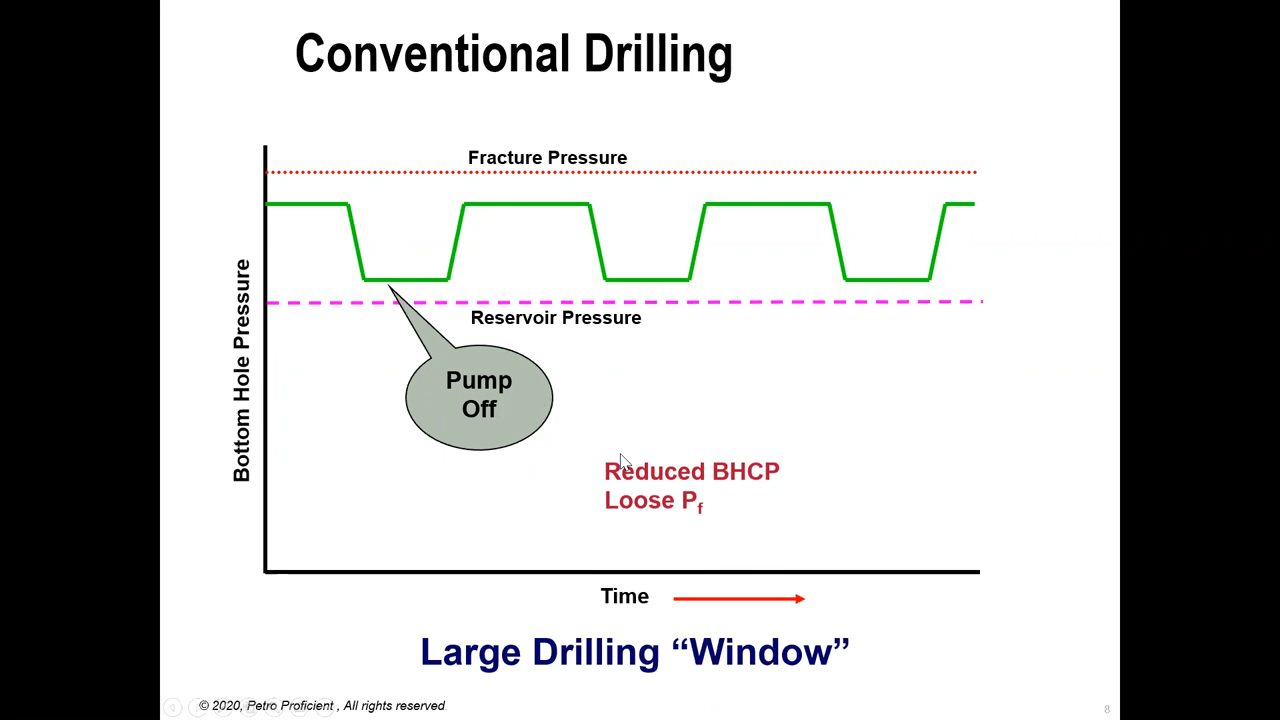 Conventional Drilling
Fracture Pressure
Bottom Hole Pressure
Reservoir Pressure
Pump
Off
Reduced BHCP
Loose Pf
Time
Large Drilling “Window”
© 2020, Petro Proficient , All rights reserved
8